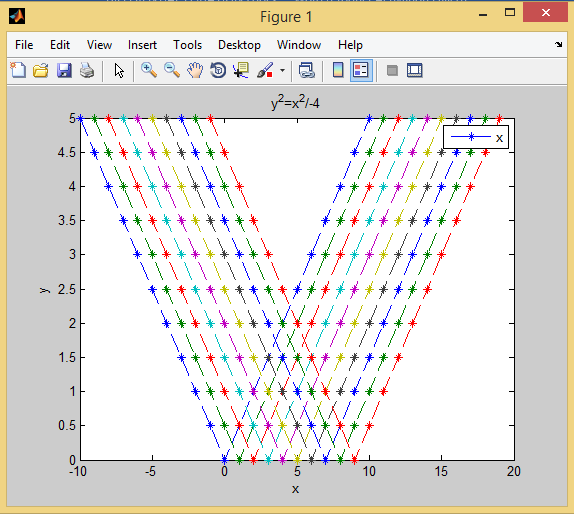 Figure 1
File Edit View Insert Tools Desktop Window Help
y²=x²/-4
x
5
4.5
4
3.5
3
2.5
2
1.5
1
0.5
0
y
-10 -5 0 5 10 15 20
x